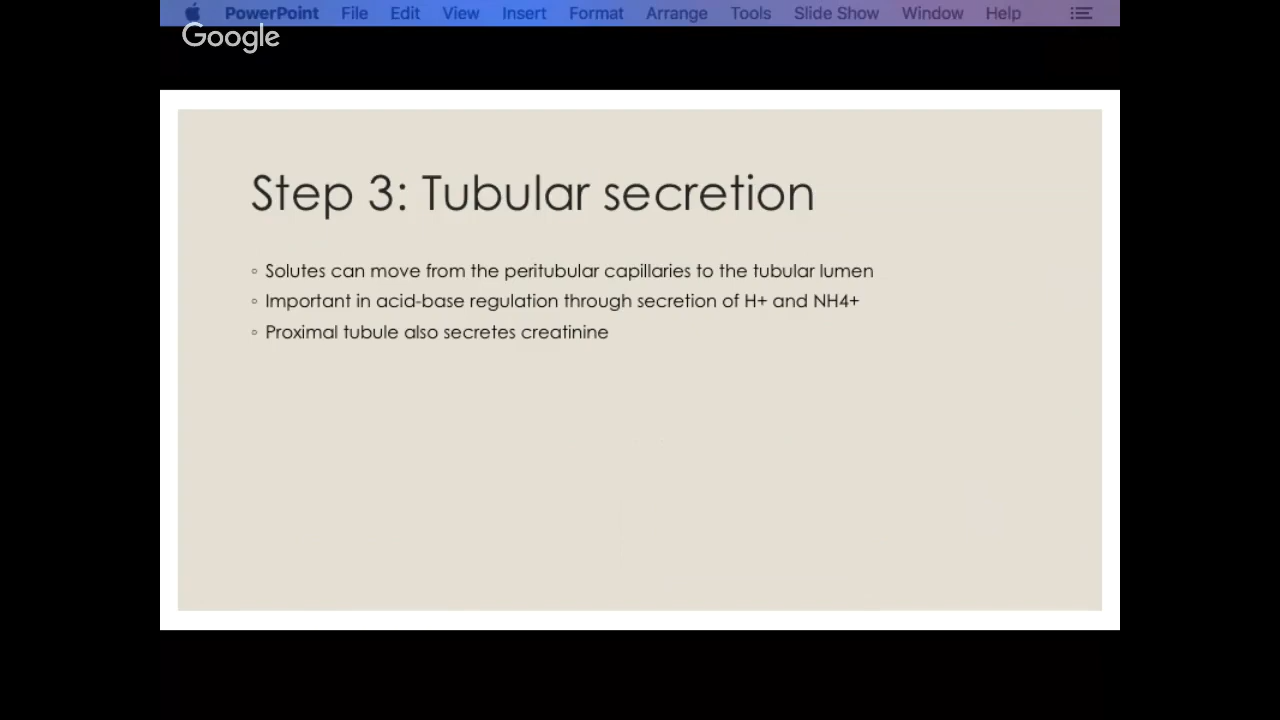 PowerPoint File Edit View Insert Format Arrange Tools Slide Show Window Help
Google
Step 3: Tubular secretion
◦ Solutes can move from the peritubular capillaries to the tubular lumen
◦ Important in acid-base regulation through secretion of H+ and NH4+
◦ Proximal tubule also secretes creatinine